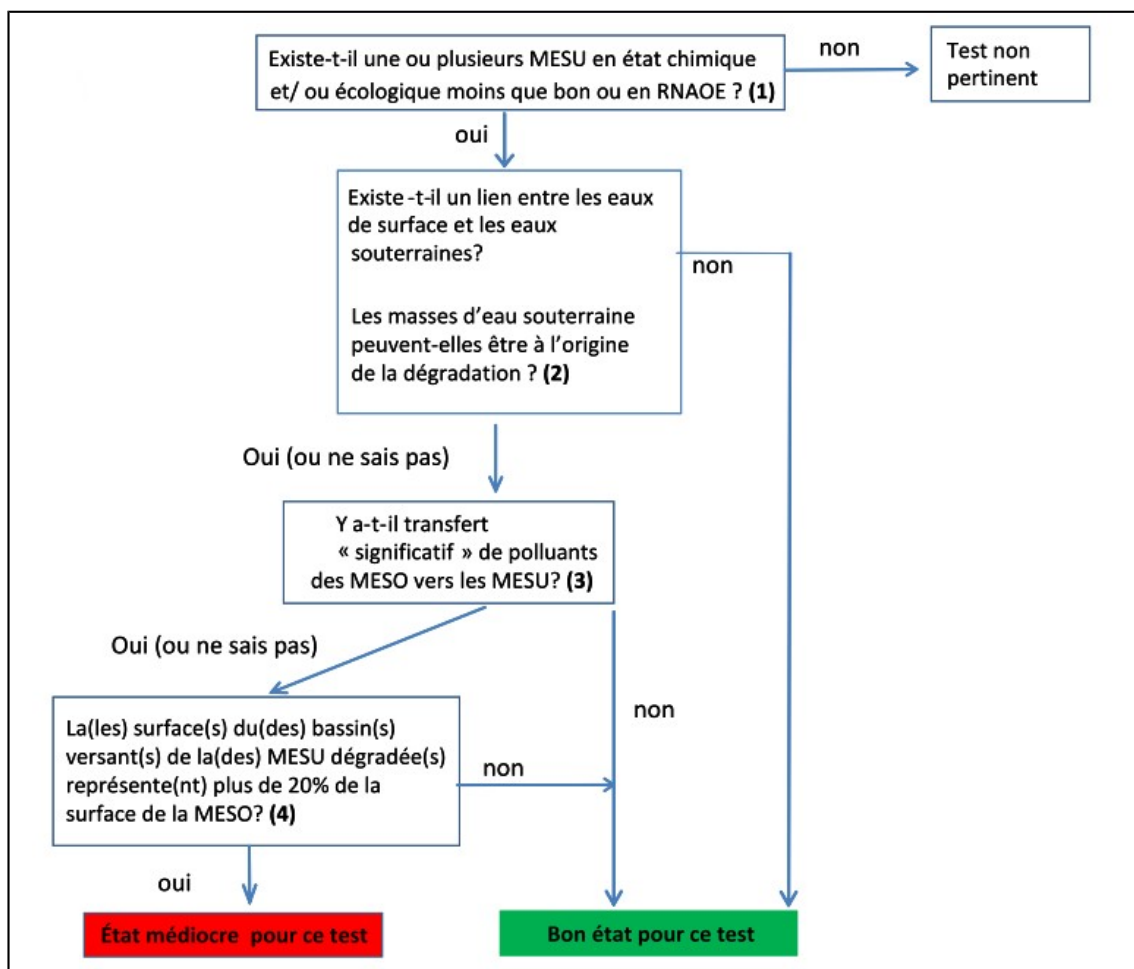 Existe-t-il une ou plusieurs MESU en état chimique
et/ ou écologique moins que bon ou en RNAOE ? (1)
non
Test non
pertinent
oui
Existe-t-il un lien entre les eaux
de surface et les eaux
souterraines?
non
Les masses d'eau souterraine
peuvent-elles être à l'origine
de la dégradation ? (2)
Oui (ou ne sais pas)
Y a-t-il transfert
« significatif » de polluants
des MESO vers les MESU? (3)
Oui (ou ne sais pas)
non
La(les) surface(s) du(des) bassin(s)
versant(s) de la(des) MESU dégradée(s)
représente(nt) plus de 20% de la
surface de la MESO? (4)
non
oui
État médiocre pour ce test
Bon état pour ce test